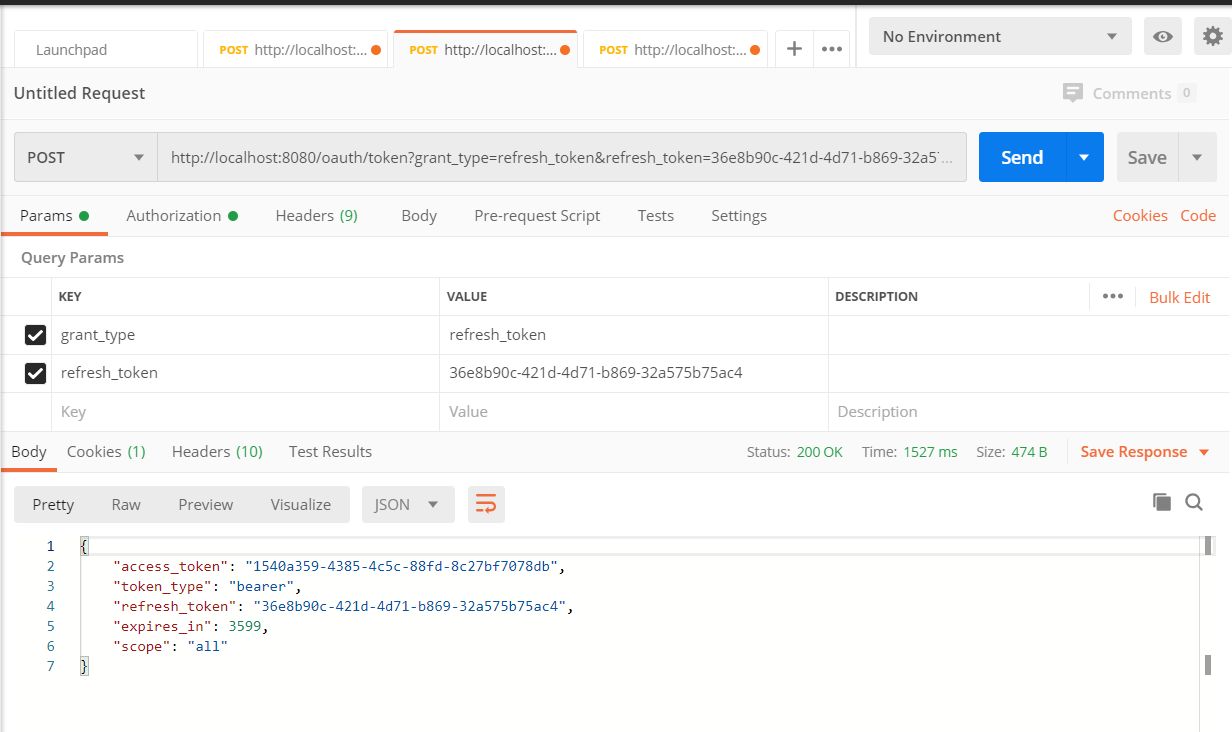 Launchpad POST http://localhost:... POST http://localhost:... POST http://localhost:... + ••• No Environment
Untitled Request Comments 0
POST http://localhost:8080/oauth/token?grant_type=refresh_token&refresh_token=36e8b90c-421d-4d71-b869-32a5... Send Save
Params Authorization Headers (9) Body Pre-request Script Tests Settings Cookies Code
Query Params
KEY VALUE DESCRIPTION ••• Bulk Edit
grant_type refresh_token
refresh_token 36e8b90c-421d-4d71-b869-32a575b75ac4
Key Value Description
Body Cookies (1) Headers (10) Test Results Status: 200 OK Time: 1527 ms Size: 474 B Save Response
Pretty Raw Preview Visualize JSON
1 {
2 "access_token": "1540a359-4385-4c5c-88fd-8c27bf7078db",
3 "token_type": "bearer",
4 "refresh_token": "36e8b90c-421d-4d71-b869-32a575b75ac4",
5 "expires_in": 3599,
6 "scope": "all"
7 }